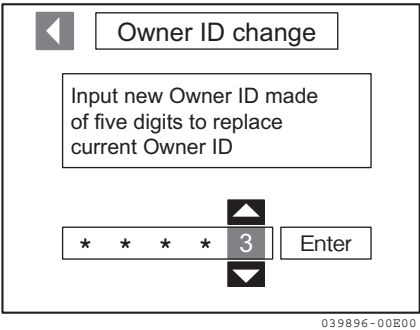 Owner ID change
Input new Owner ID made
of five digits to replace
current Owner ID
* * * * 3 Enter
039896-00E00